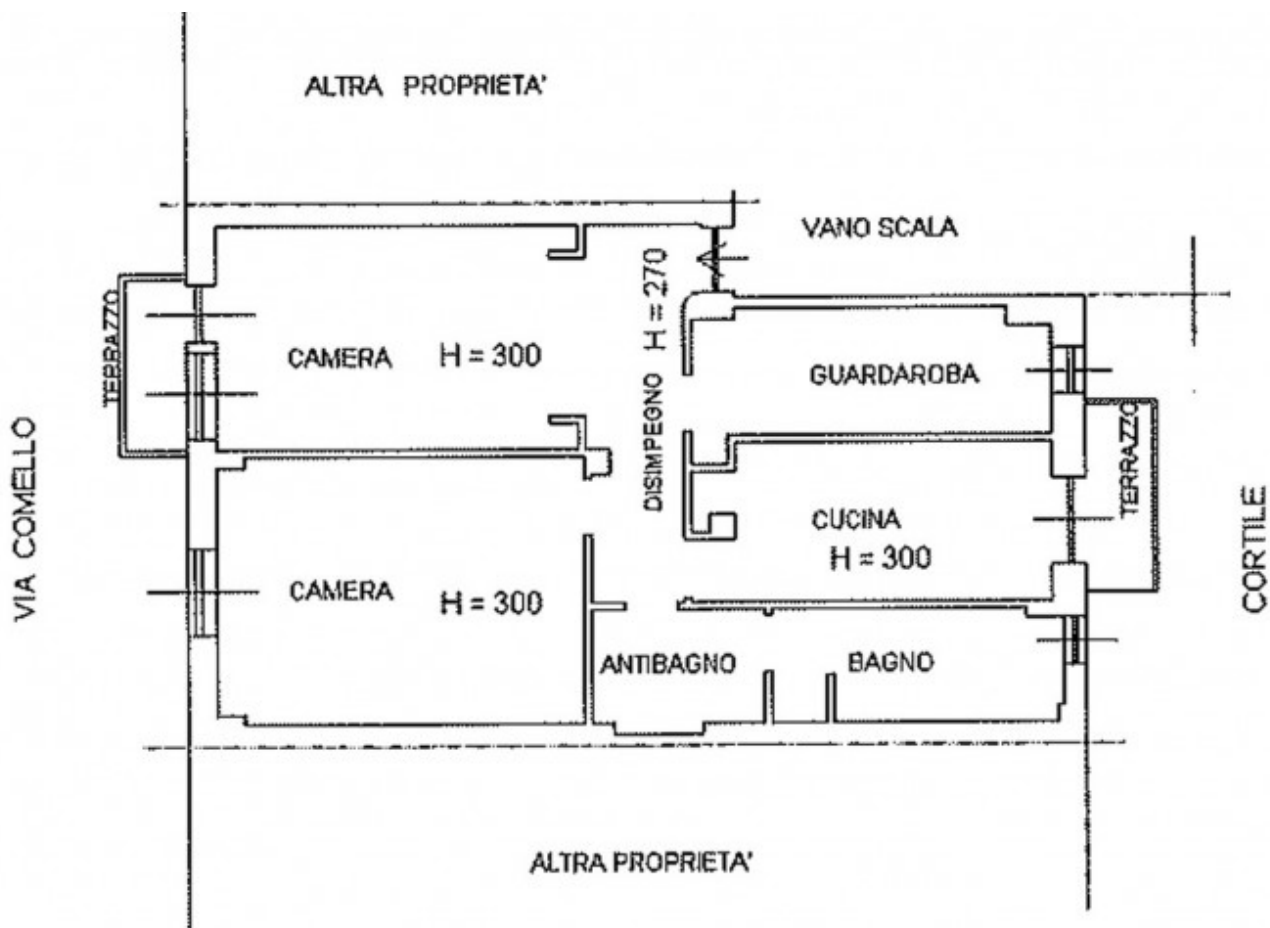 ALTRA PROPRIETA'
VANO SCALA
TERRAZZO
CAMERA H = 300
DISIMPEGNO H = 270
GUARDAROBA
TERRAZZO
VIA COMELLO
CUCINA
H = 300
CORTILE
CAMERA H = 300
ANTIBAGNO
BAGNO
ALTRA PROPRIETA'